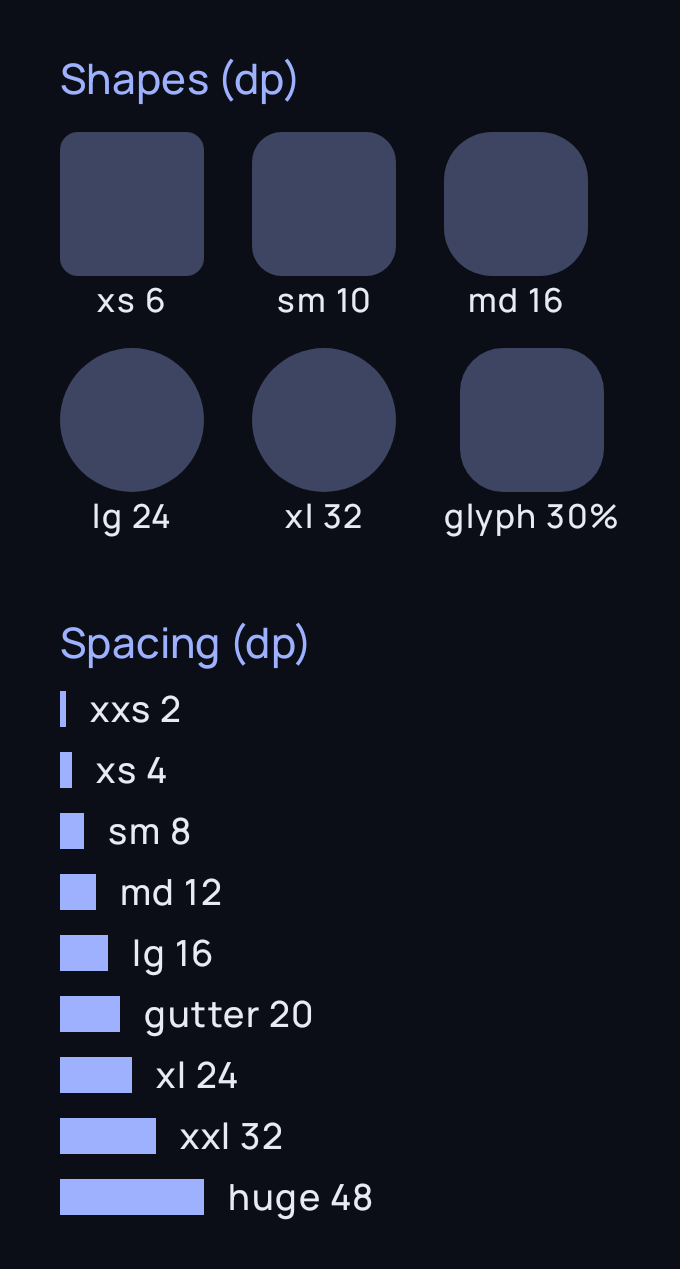 Shapes (dp)
xs 6 sm 10 md 16
lg 24 xl 32 glyph 30%
Spacing (dp)
xxs 2
xs 4
sm 8
md 12
lg 16
gutter 20
xl 24
xxl 32
huge 48